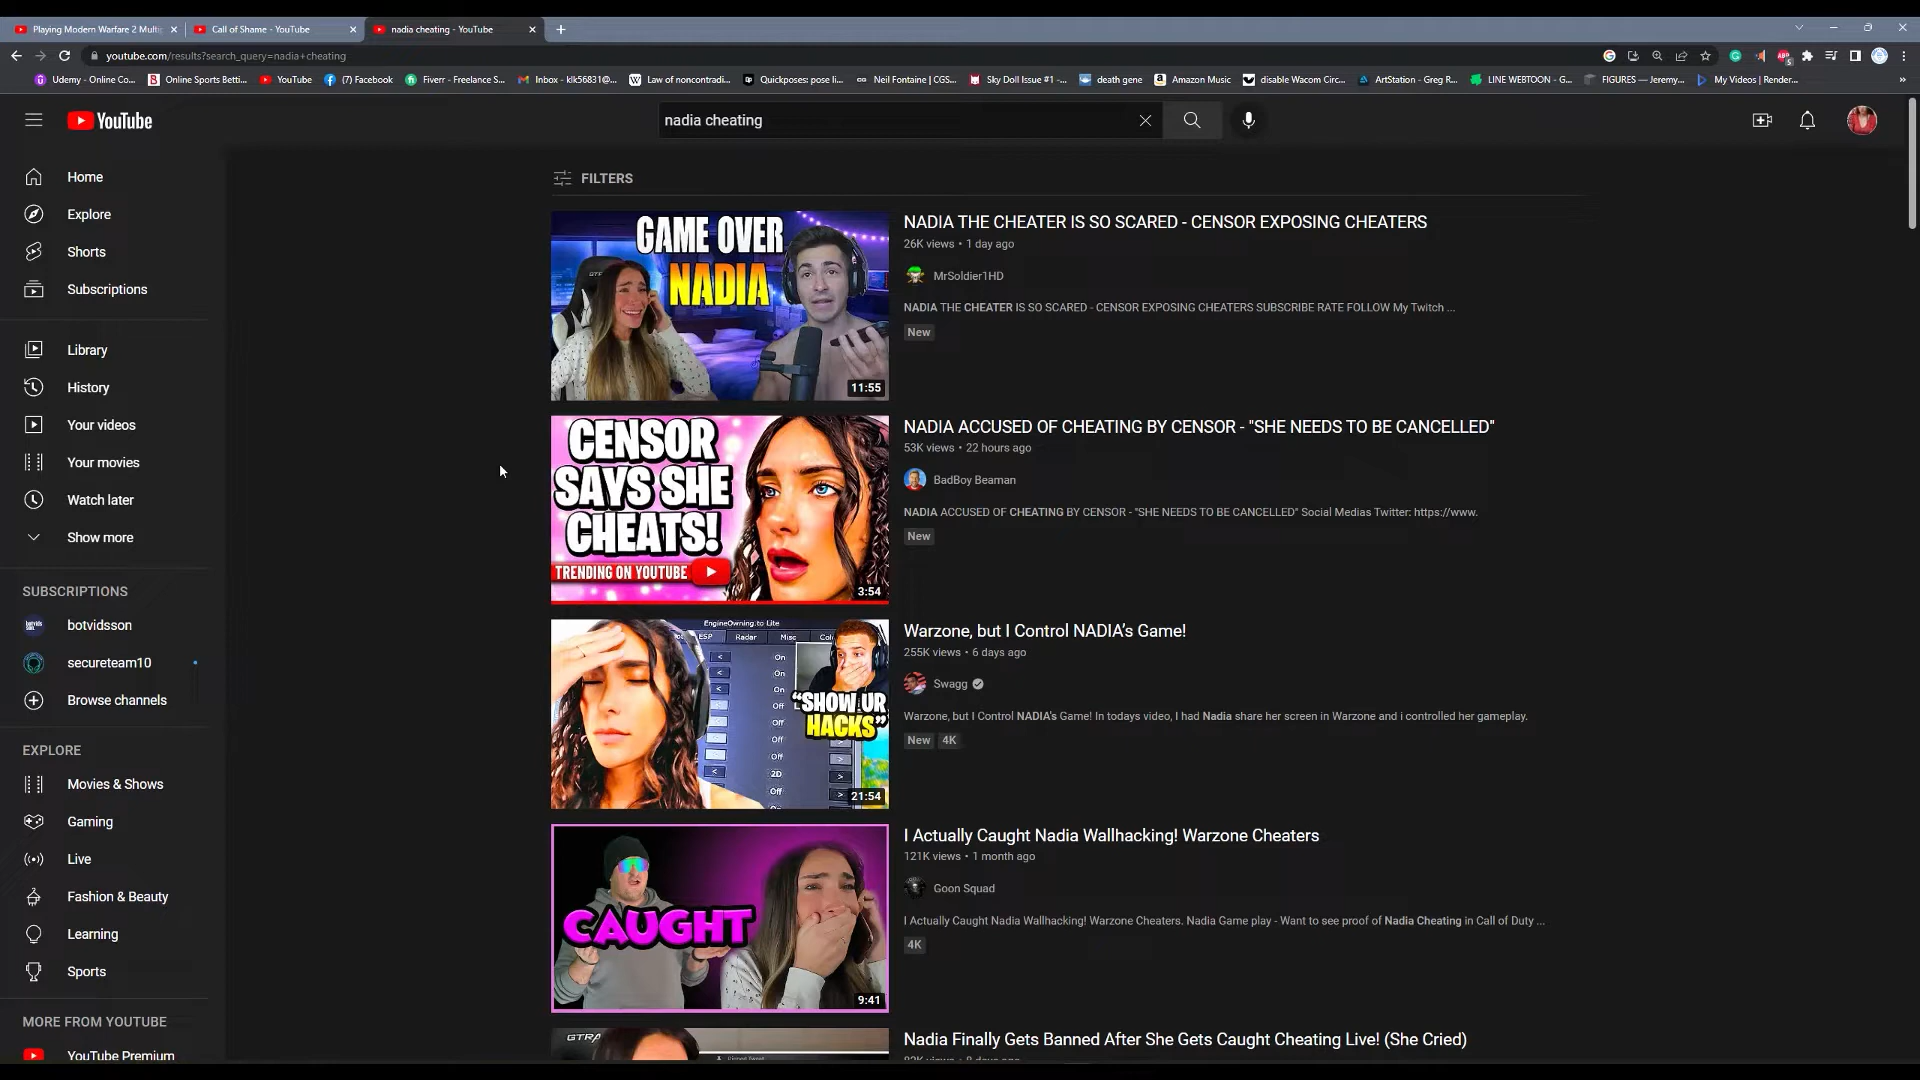 Playing Modern Warfare 2 Multi
Call of Shame - YouTube
nadia cheating - YouTube
youtube.com/results?search_query=nadia+cheating
Udemy - Online Co...
Online Sports Betti...
YouTube
(7) Facebook
Fiverr - Freelance S...
Inbox - klk56831@...
Law of noncontradi...
Quickposes: pose li...
Neil Fontaine | CGS...
Sky Doll Issue #1 -...
death gene
Amazon Music
disable Wacom Circ...
ArtStation - Greg R...
LINE WEBTOON - G...
FIGURES — Jeremy...
My Videos | Render...
»
YouTube
nadia cheating
Home
Explore
Shorts
Subscriptions
Library
History
Your videos
Your movies
Watch later
Show more
SUBSCRIPTIONS
botvidsson
secureteam10
Browse channels
EXPLORE
Movies & Shows
Gaming
Live
Fashion & Beauty
Learning
Sports
MORE FROM YOUTUBE
YouTube Premium
FILTERS
GAME OVER
NADIA
11:55
NADIA THE CHEATER IS SO SCARED - CENSOR EXPOSING CHEATERS
26K views • 1 day ago
MrSoldier1HD
NADIA THE CHEATER IS SO SCARED - CENSOR EXPOSING CHEATERS SUBSCRIBE RATE FOLLOW My Twitch ...
New
CENSOR
SAYS SHE
CHEATS!
TRENDING ON YOUTUBE
3:54
NADIA ACCUSED OF CHEATING BY CENSOR - "SHE NEEDS TO BE CANCELLED"
53K views • 22 hours ago
BadBoy Beaman
NADIA ACCUSED OF CHEATING BY CENSOR - "SHE NEEDS TO BE CANCELLED" Social Medias Twitter: https://www.
New
EngineOwning.to Lite
ESP
Radar
Misc
Col
On
On
On
Off
Off
Off
Off
2D
Off
"SHOW UR
HACKS"
21:54
Warzone, but I Control NADIA's Game!
255K views • 6 days ago
Swagg
Warzone, but I Control NADIA's Game! In todays video, I had Nadia share her screen in Warzone and i controlled her gameplay.
New
4K
CAUGHT
9:41
I Actually Caught Nadia Wallhacking! Warzone Cheaters
121K views • 1 month ago
Goon Squad
I Actually Caught Nadia Wallhacking! Warzone Cheaters. Nadia Game play - Want to see proof of Nadia Cheating in Call of Duty ...
4K
GTRA
Nadia Finally Gets Banned After She Gets Caught Cheating Live! (She Cried)